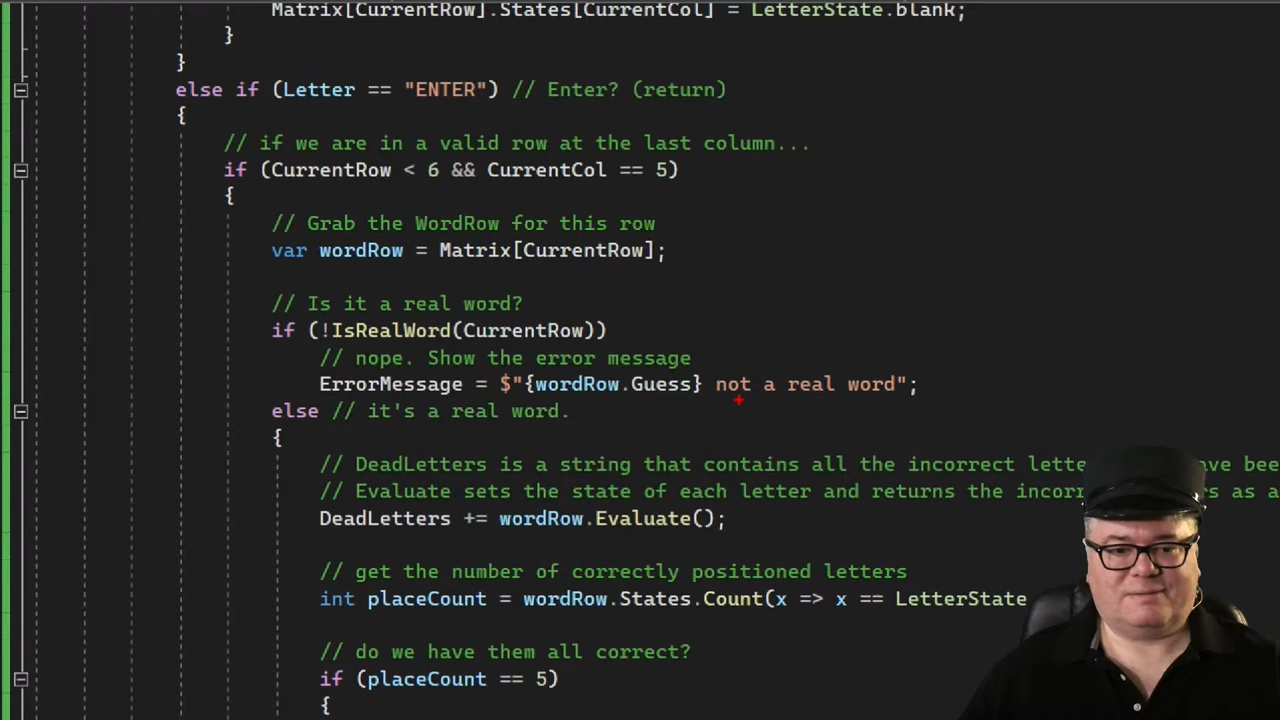 Matrix[CurrentRow].States[CurrentCol] = LetterState.blank;
}
}
else if (Letter == "ENTER") // Enter? (return)
{
// if we are in a valid row at the last column...
if (CurrentRow < 6 && CurrentCol == 5)
{
// Grab the WordRow for this row
var wordRow = Matrix[CurrentRow];
// Is it a real word?
if (!IsRealWord(CurrentRow))
// nope. Show the error message
ErrorMessage = $"{wordRow.Guess} not a real word";
else // it's a real word.
{
// DeadLetters is a string that contains all the incorrect
// Evaluate sets the state of each letter and returns the as a
DeadLetters += wordRow.Evaluate();
// get the number of correctly positioned letters
int placeCount = wordRow.States.Count(x => x == LetterState
// do we have them all correct?
if (placeCount == 5)
{